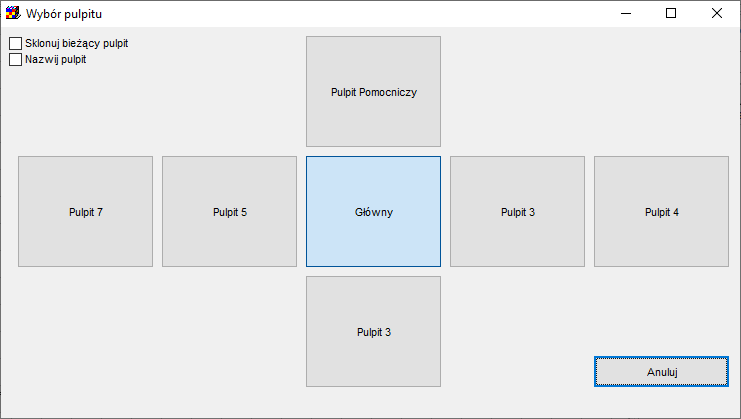 Wybór pulpitu
Sklonuj bieżący pulpit
Nazwij pulpit
Pulpit Pomocniczy
Pulpit 7
Pulpit 5
Główny
Pulpit 3
Pulpit 4
Pulpit 3
Anuluj